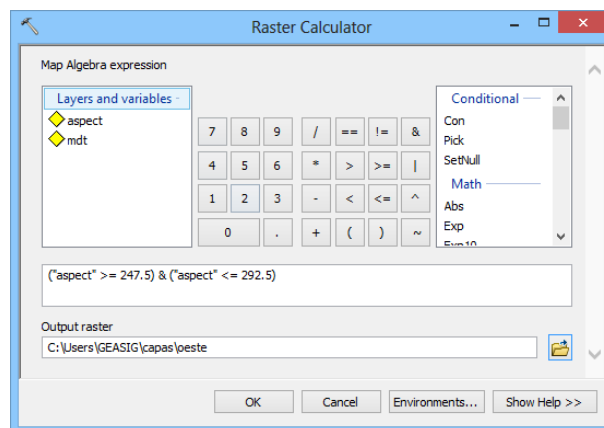 Raster Calculator
Map Algebra expression
Layers and variables
aspect
mdt
7 8 9 / == != &
4 5 6 * > >= |
1 2 3 - < <= ^
0 . + ( ) ~
Conditional
Con
Pick
SetNull
Math
Abs
Exp
Exp10
("aspect" >= 247.5) & ("aspect" <= 292.5)
Output raster
C:\Users\GEASIG\capas\oeste
OK Cancel Environments... Show Help >>